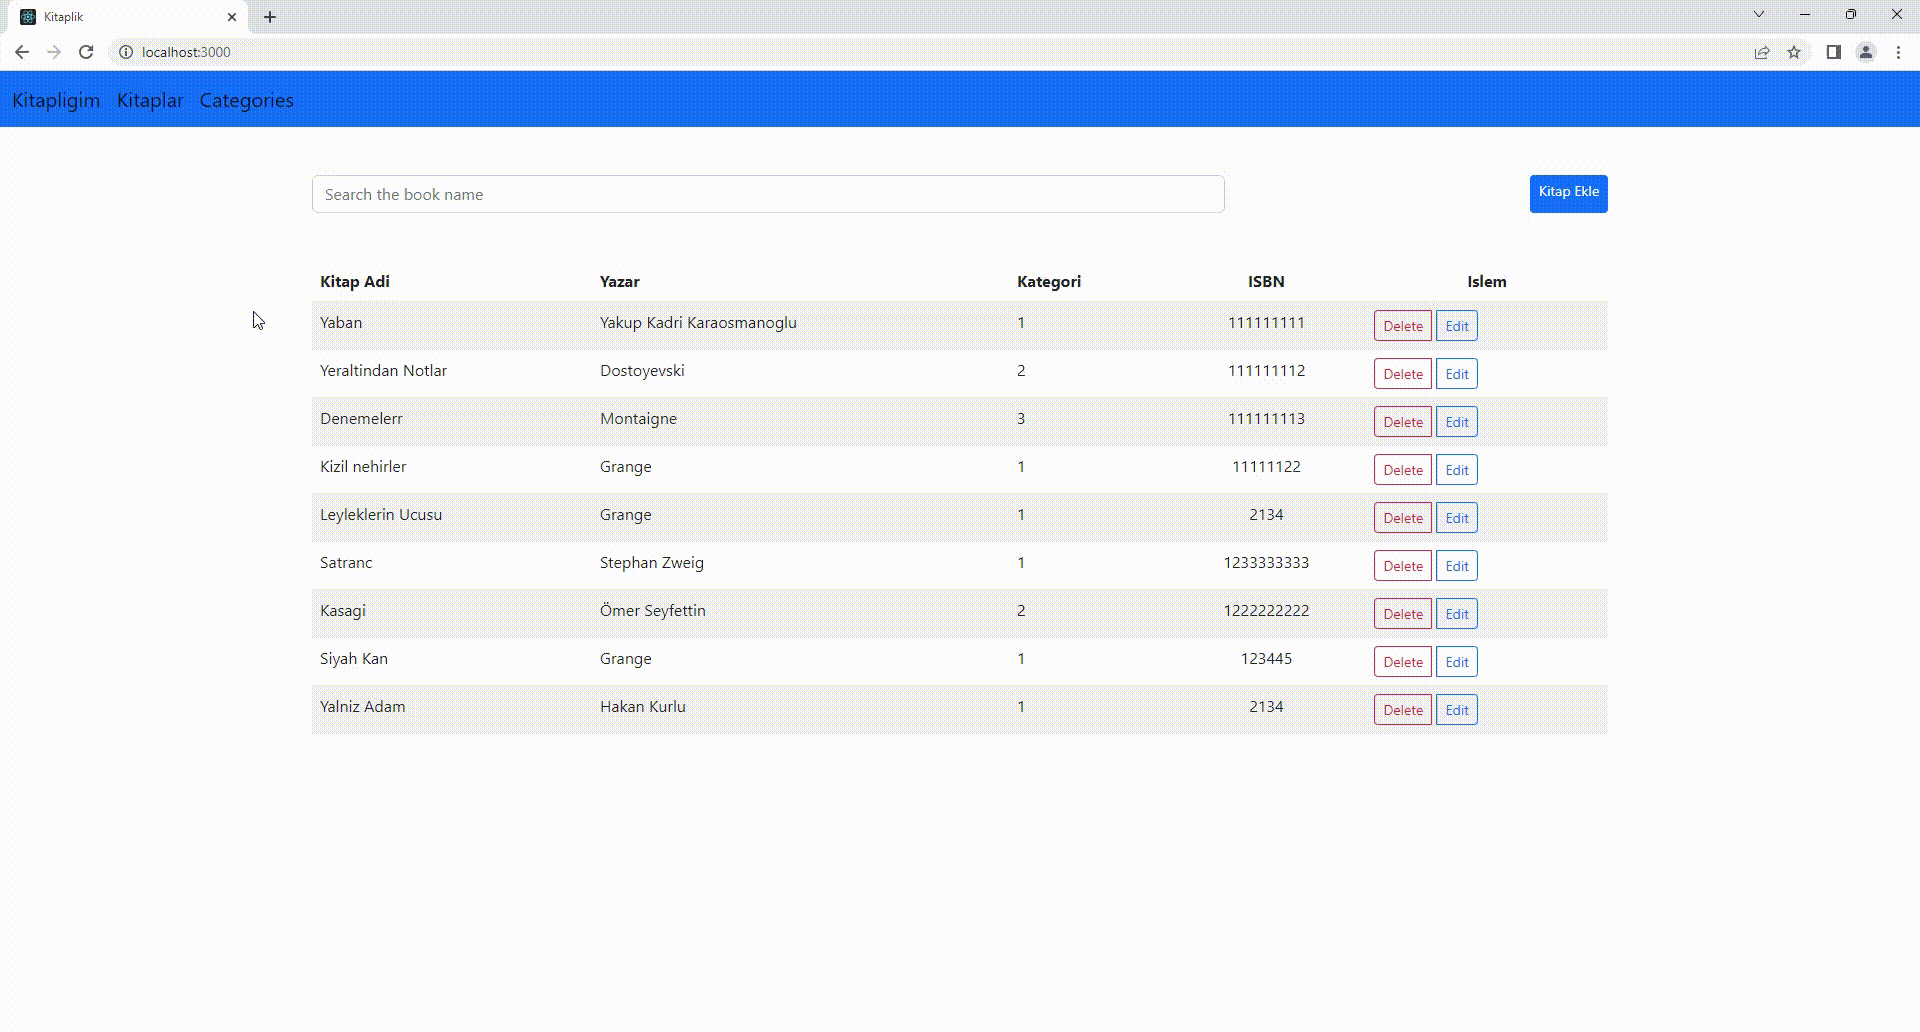 Kitaplik
localhost:3000
Kitapligim Kitaplar Categories
Search the book name
Kitap Ekle
Kitap Adi Yazar Kategori ISBN Islem
Yaban Yakup Kadri Karaosmanoglu 1 111111111 Delete Edit
Yeraltindan Notlar Dostoyevski 2 111111112 Delete Edit
Denemelerr Montaigne 3 111111113 Delete Edit
Kizil nehirler Grange 1 11111122 Delete Edit
Leyleklerin Ucusu Grange 1 2134 Delete Edit
Satranc Stephan Zweig 1 1233333333 Delete Edit
Kasagi Ömer Seyfettin 2 1222222222 Delete Edit
Siyah Kan Grange 1 123445 Delete Edit
Yalniz Adam Hakan Kurlu 1 2134 Delete Edit